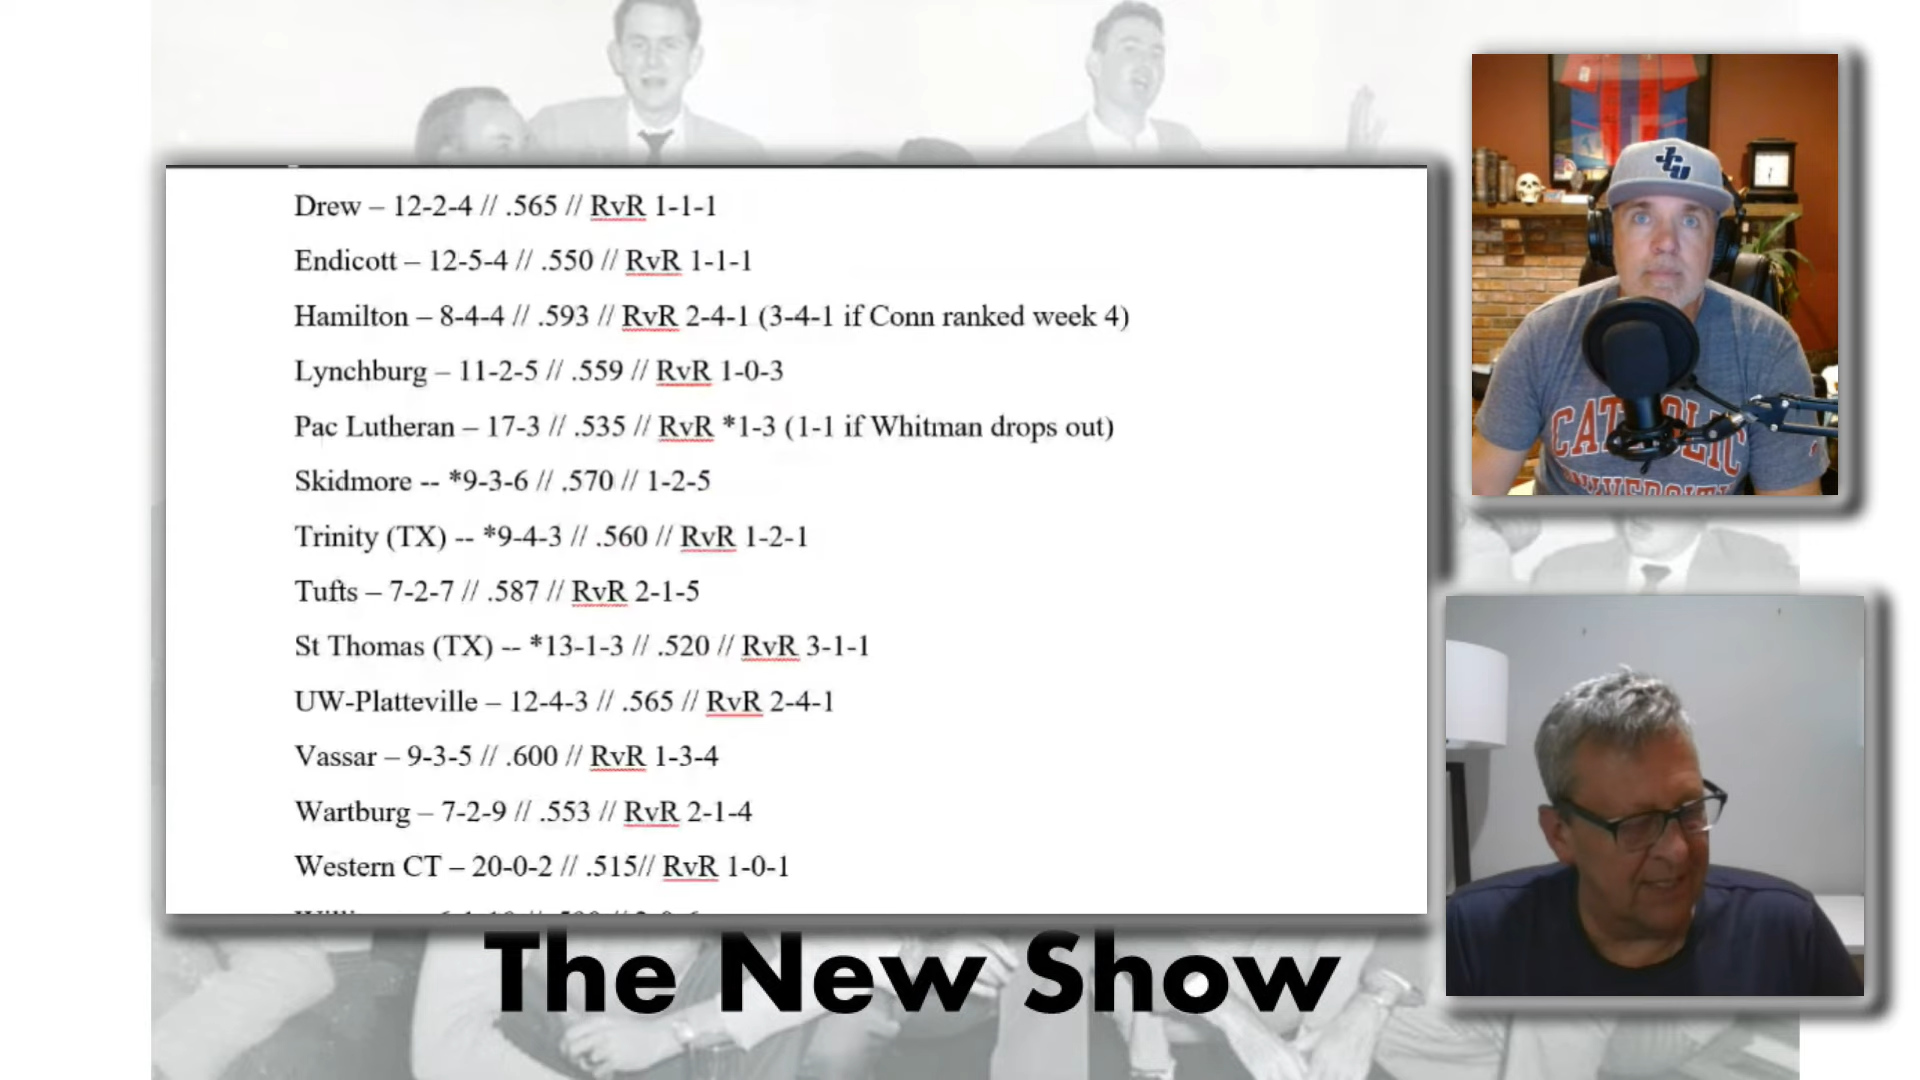 Drew – 12-2-4 // .565 // RvR 1-1-1
Endicott – 12-5-4 // .550 // RvR 1-1-1
Hamilton – 8-4-4 // .593 // RvR 2-4-1 (3-4-1 if Conn ranked week 4)
Lynchburg – 11-2-5 // .559 // RvR 1-0-3
Pac Lutheran – 17-3 // .535 // RvR *1-3 (1-1 if Whitman drops out)
Skidmore -- *9-3-6 // .570 // 1-2-5
Trinity (TX) -- *9-4-3 // .560 // RvR 1-2-1
Tufts – 7-2-7 // .587 // RvR 2-1-5
St Thomas (TX) -- *13-1-3 // .520 // RvR 3-1-1
UW-Platteville – 12-4-3 // .565 // RvR 2-4-1
Vassar – 9-3-5 // .600 // RvR 1-3-4
Wartburg – 7-2-9 // .553 // RvR 2-1-4
Western CT – 20-0-2 // .515// RvR 1-0-1
The New Show
JCU
CATHOLIC
UNIVERSITY